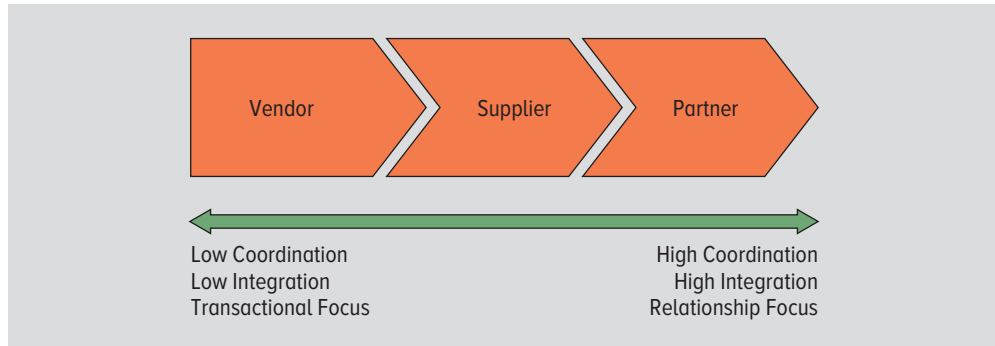 Vendor
Supplier
Partner
Low Coordination
Low Integration
Transactional Focus
High Coordination
High Integration
Relationship Focus